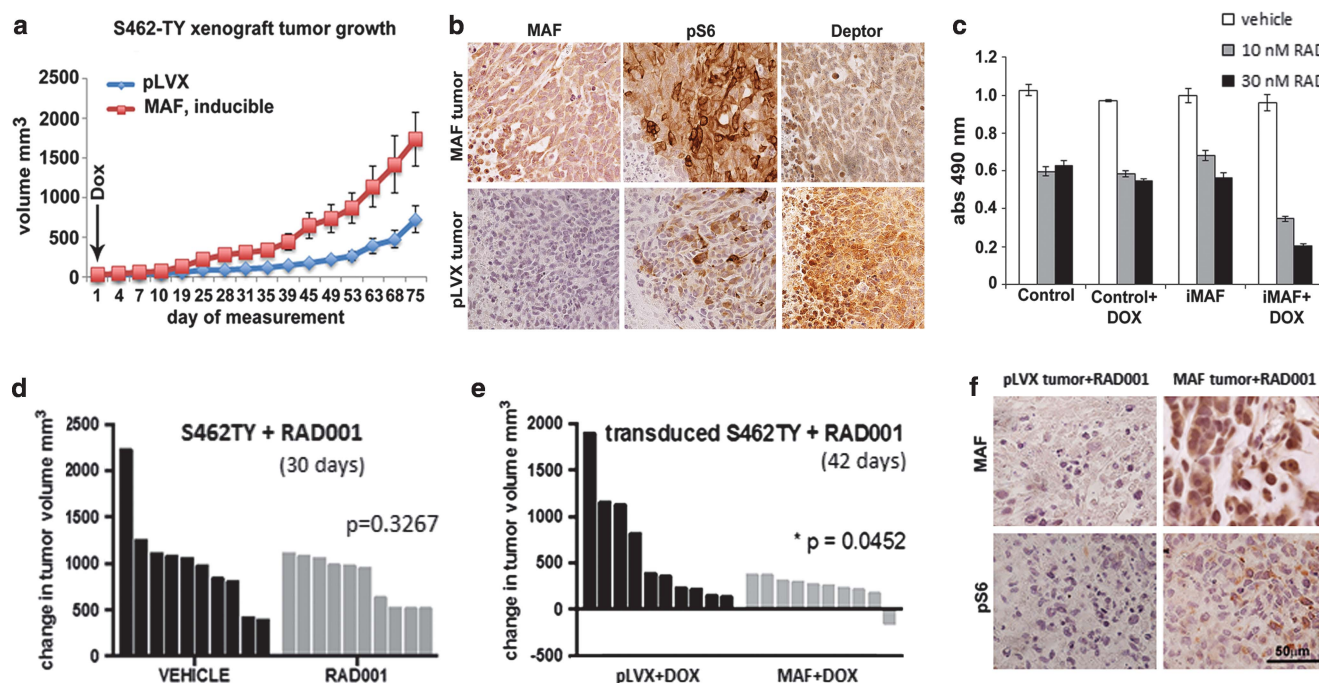 a
S462-TY xenograft tumor growth
pLVX
MAF, inducible
volume mm3
2500
2000
1500
1000
500
0
Dox
1 4 7 10 19 25 28 31 35 39 45 49 53 63 68 75
day of measurement
b
MAF pS6 Deptor
MAF tumor
pLVX tumor
c
vehicle
10 nM RAD
30 nM RAD
abs 490 nm
1.2
1.0
0.8
0.6
0.4
0.2
0
Control Control+ DOX iMAF iMAF+ DOX
d
S462TY + RAD001
(30 days)
p=0.3267
change in tumor volume mm3
2500
2000
1500
1000
500
0
VEHICLE RAD001
e
transduced S462TY + RAD001
(42 days)
* p = 0.0452
change in tumor volume mm3
2000
1500
1000
500
0
-500
pLVX+DOX MAF+DOX
f
pLVX tumor+RAD001 MAF tumor+RAD001
MAF
pS6
50µm